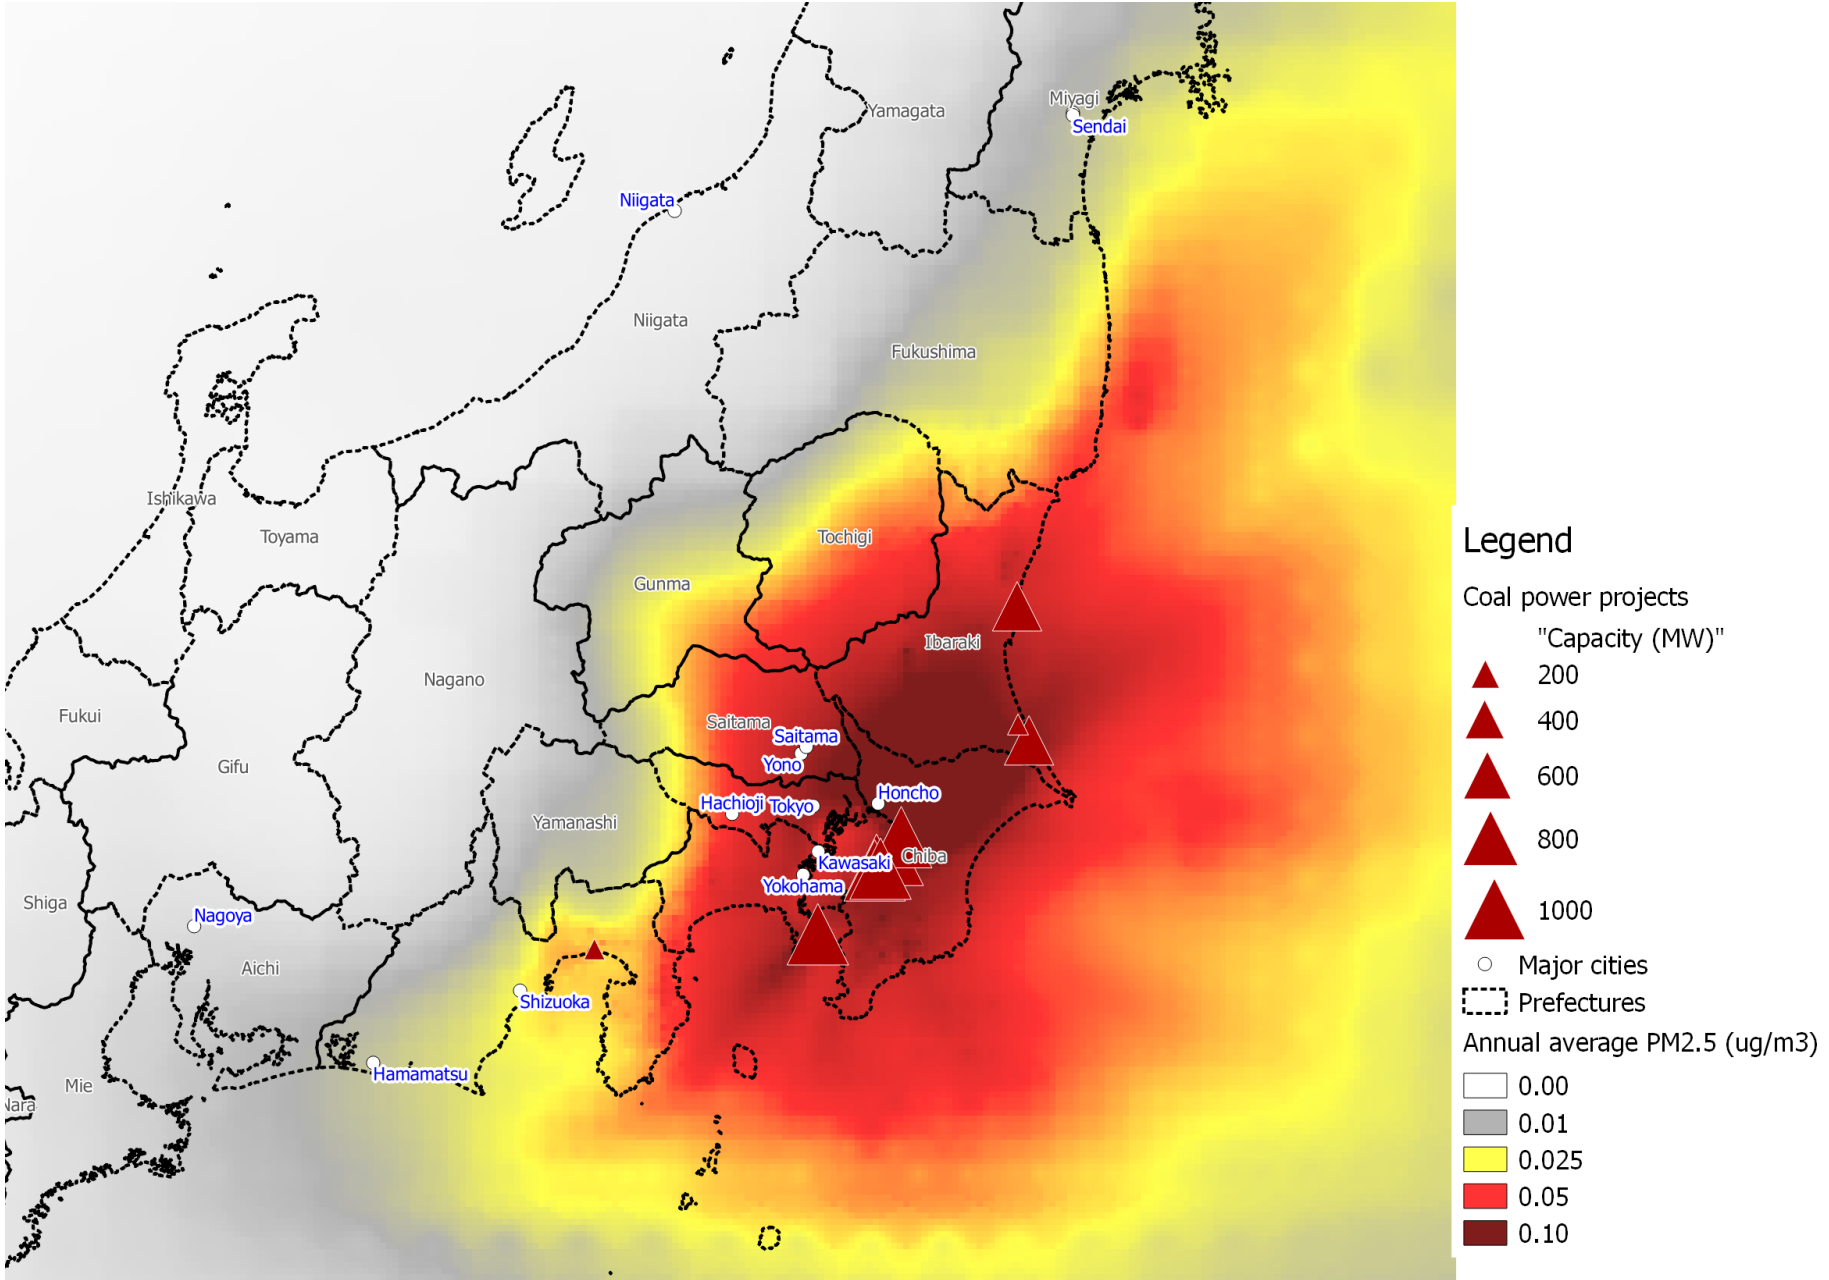 Yamagata
Miyagi
Sendai
Niigata
Niigata
Fukushima
Ishikawa
Toyama
Tochigi
Gunma
Ibaraki
Nagano
Fukui
Saitama
Saitama
Yono
Gifu
Hachioji
Tokyo
Honcho
Yamanashi
Kawasaki
Chiba
Yokohama
Shiga
Nagoya
Aichi
Shizuoka
Hamamatsu
Mie
Nara
Legend
Coal power projects
"Capacity (MW)"
200
400
600
800
1000
Major cities
Prefectures
Annual average PM2.5 (ug/m3)
0.00
0.01
0.025
0.05
0.10